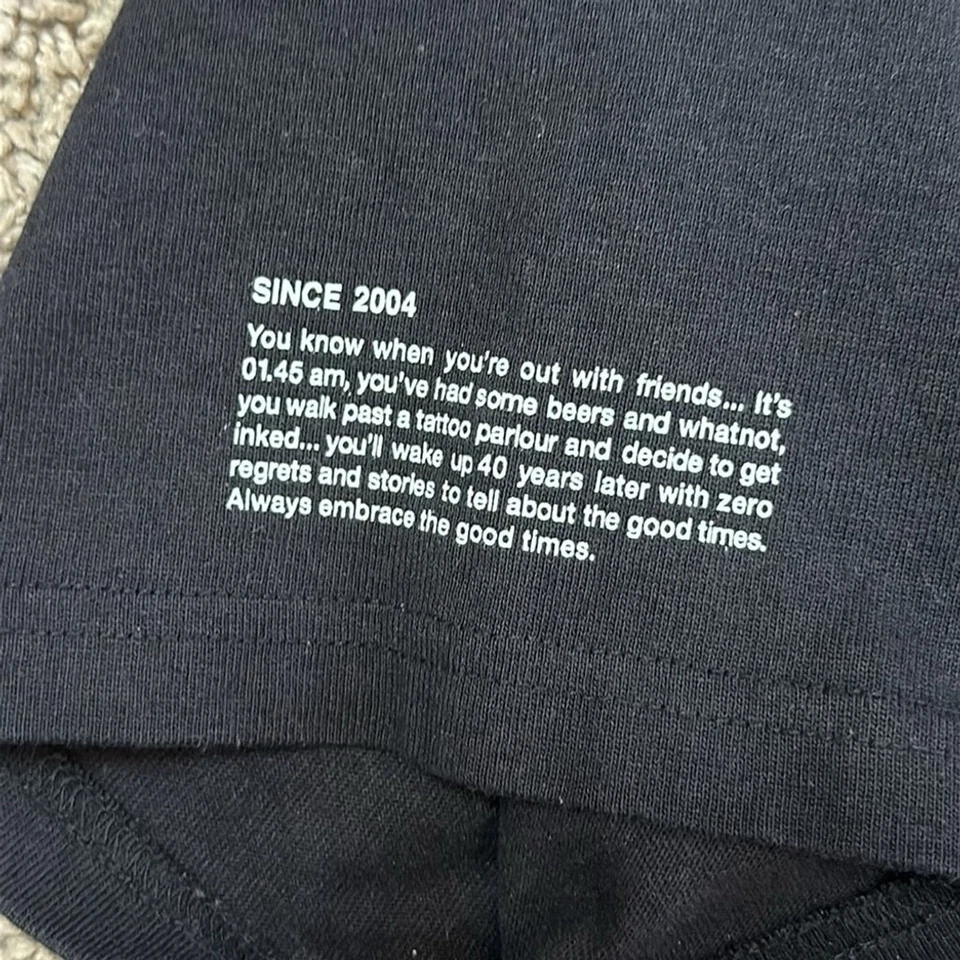 SINCE 2004
You know when you're out with friends... It's
01.45 am, you've had some beers and whatnot,
you walk past a tattoo parlour and decide to get
inked... you'll wake up 40 years later with zero
regrets and stories to tell about the good times.
Always embrace the good times.